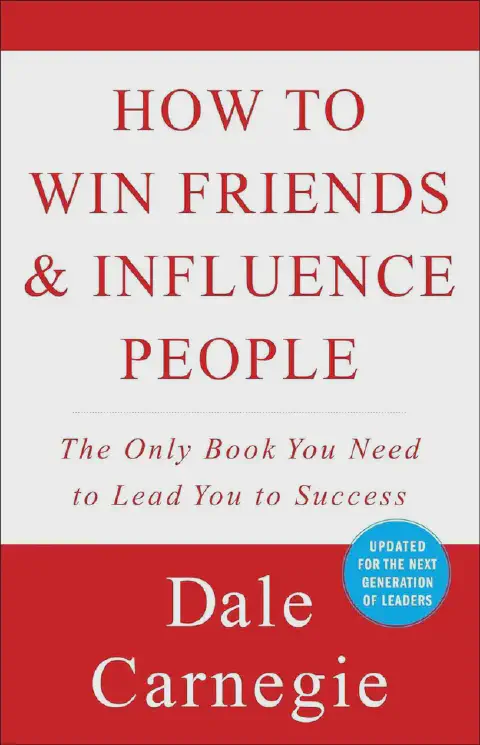 HOW TO
WIN FRIENDS
& INFLUENCE
PEOPLE
The Only Book You Need
to Lead You to Success
UPDATED
FOR THE NEXT
GENERATION
OF LEADERS
Dale
Carnegie